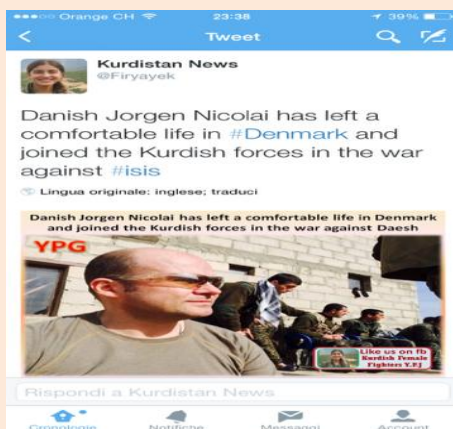 Orange CH 23:38 39%
Tweet
Kurdistan News
@Firyayek
Danish Jorgen Nicolai has left a
comfortable life in #Denmark and
joined the Kurdish forces in the war
against #isis
Lingua originale: inglese; traduci
Danish Jorgen Nicolai has left a comfortable life in Denmark
and joined the Kurdish forces in the war against Daesh
YPG
Like us on fb
Kurdish Female
Fighters Y.P.J
Rispondi a Kurdistan News
Cronologie Notifiche Messaggi Account